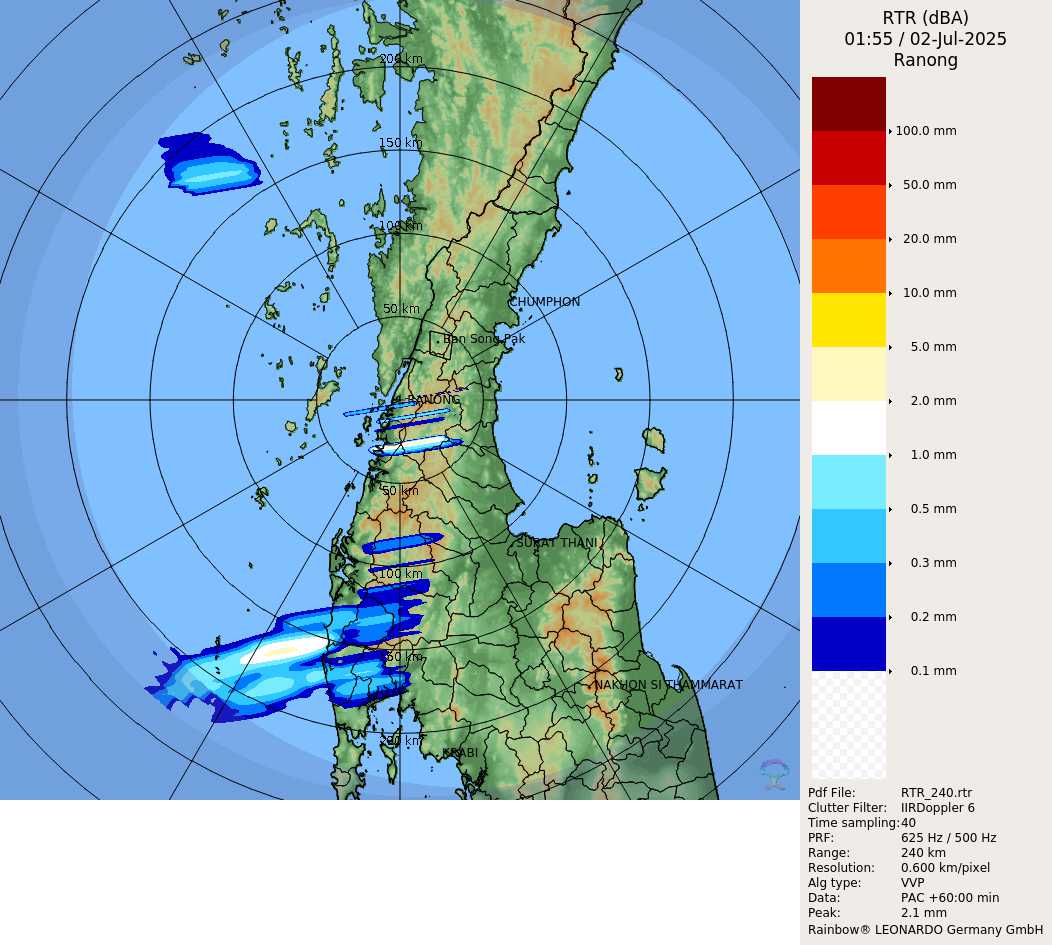 RTR (dBA)
01:55 / 02-Jul-2025
Ranong
100.0 mm
50.0 mm
20.0 mm
10.0 mm
5.0 mm
2.0 mm
1.0 mm
0.5 mm
0.3 mm
0.2 mm
0.1 mm
200 km
150 km
100 km
50 km
CHUMPHON
Ban Song Pak
RANONG
50 km
SURAT THANI
100 km
150 km
NAKHON SI THAMMARAT
200 km
KRABI
Pdf File: RTR_240.rtr
Clutter Filter: IIRDoppler 6
Time sampling:40
PRF: 625 Hz / 500 Hz
Range: 240 km
Resolution: 0.600 km/pixel
Alg type: VVP
Data: PAC +60:00 min
Peak: 2.1 mm
Rainbow® LEONARDO Germany GmbH